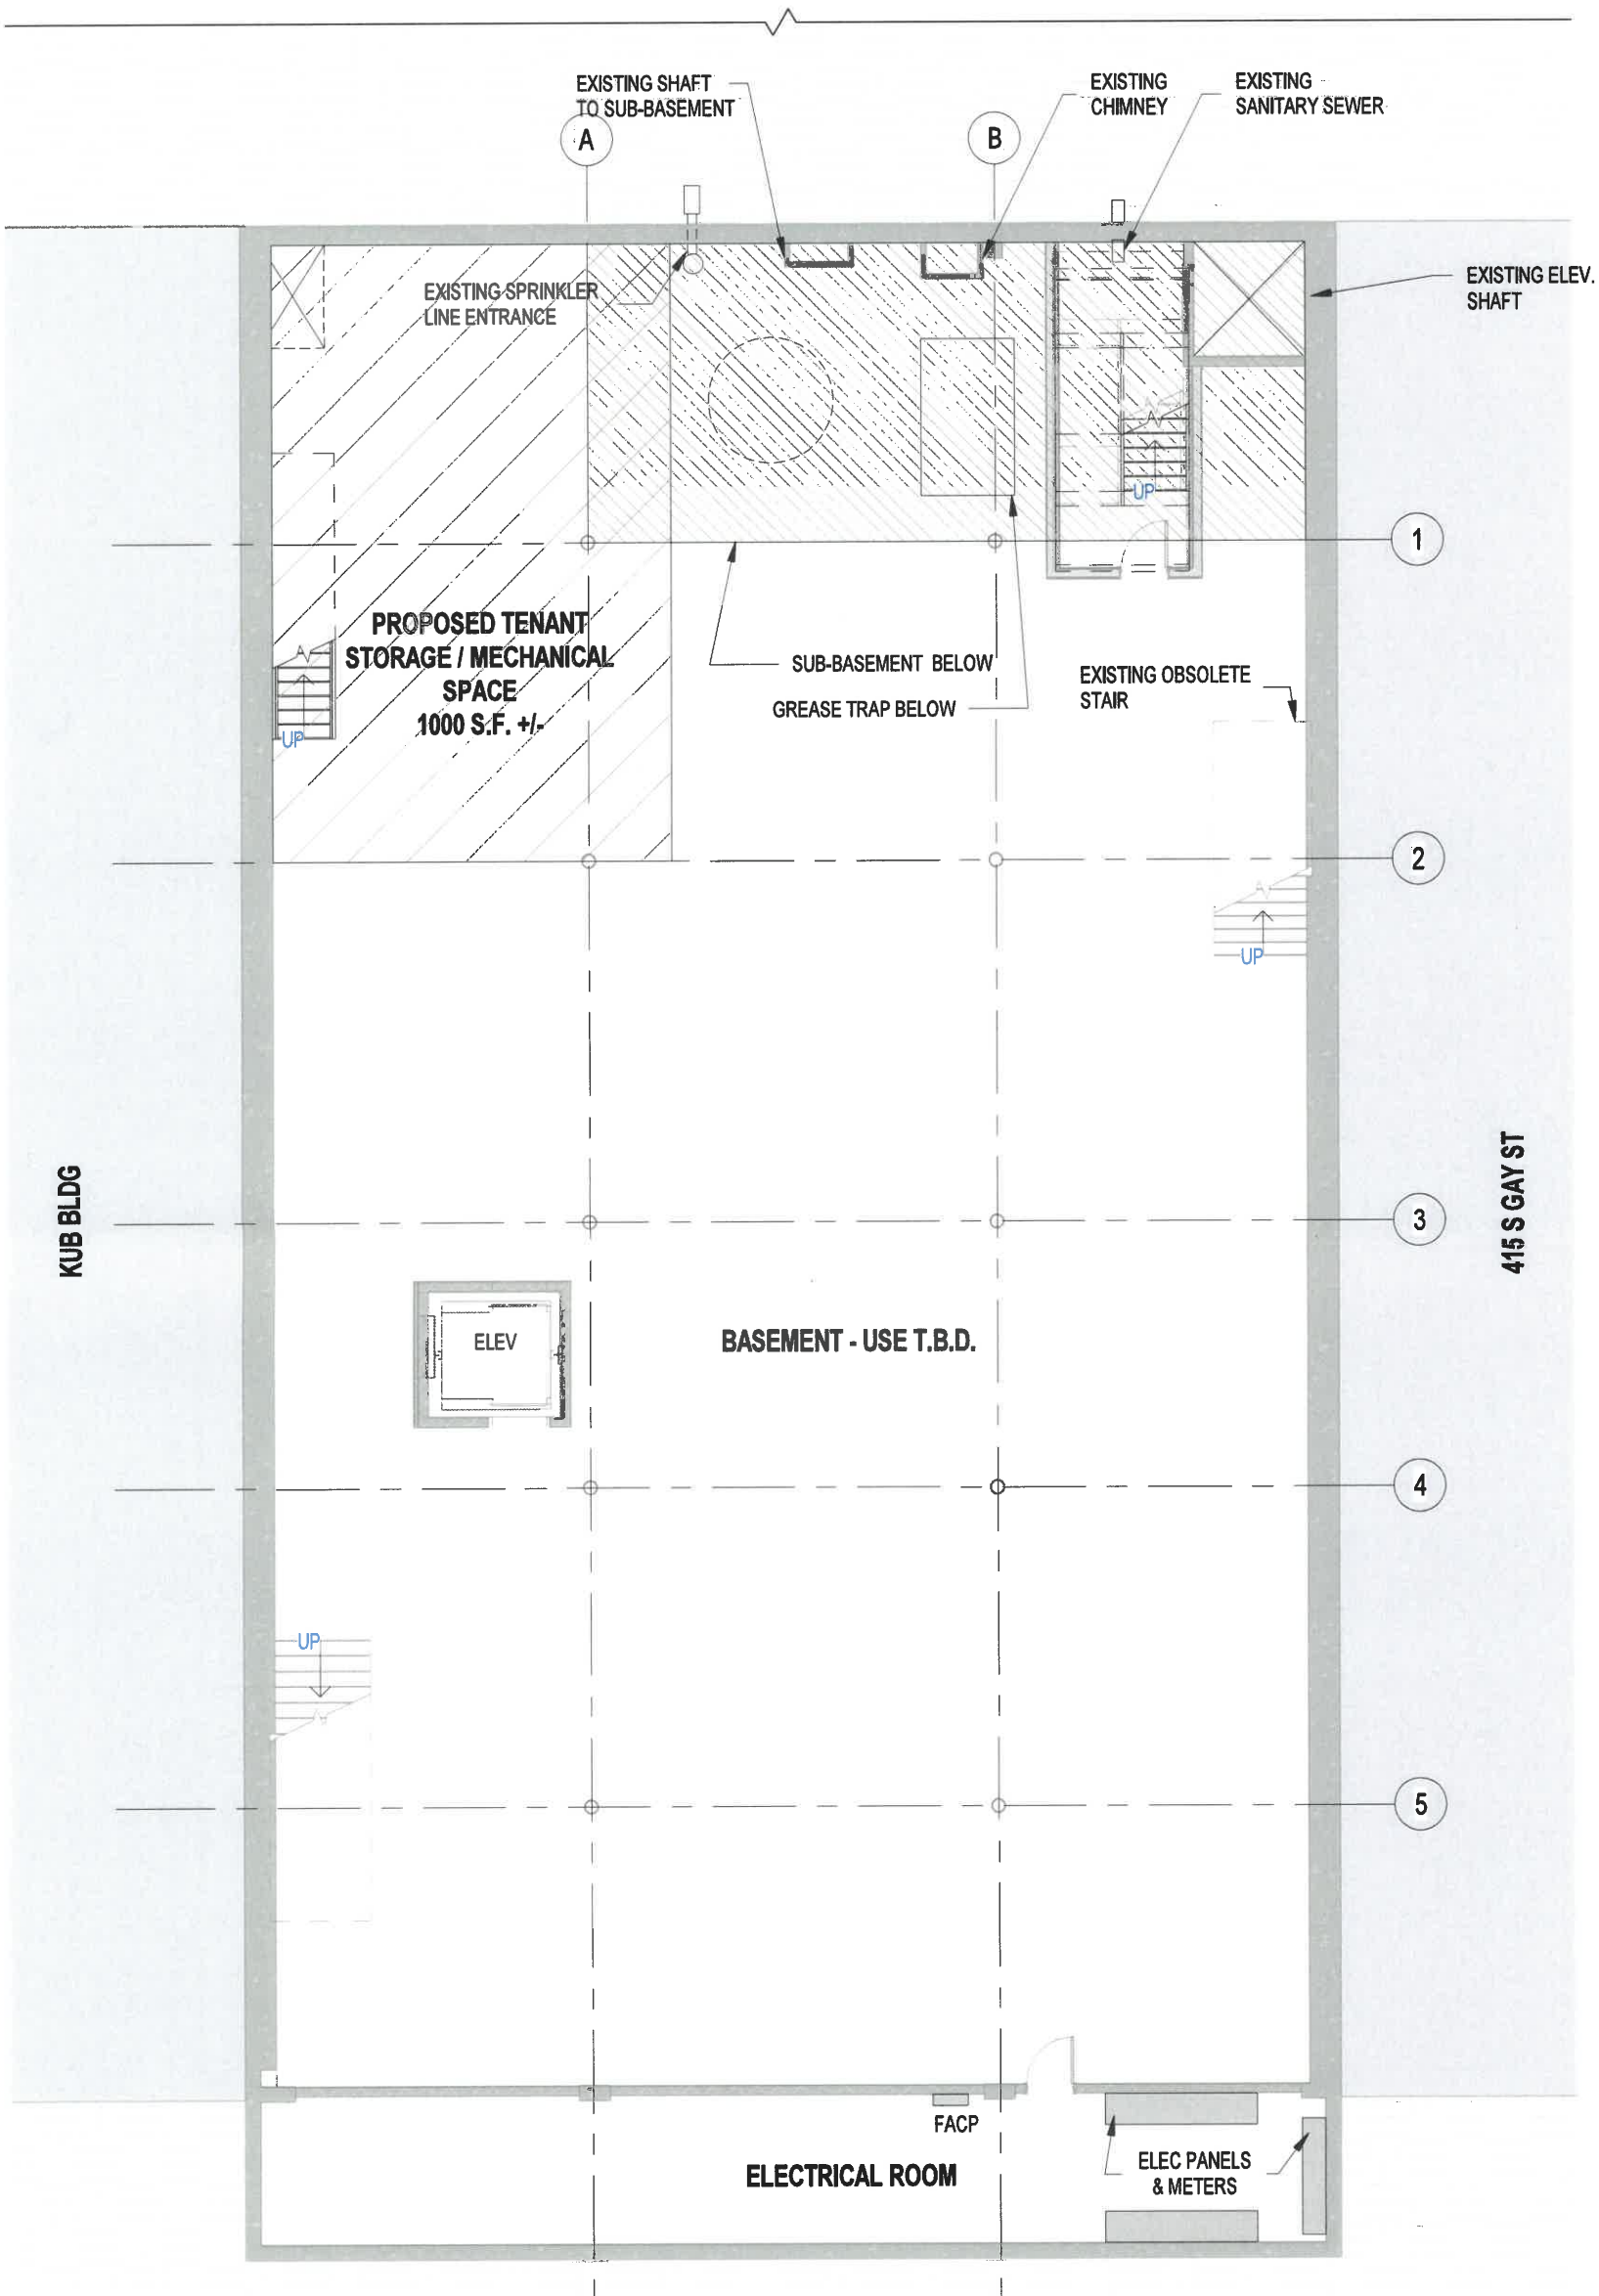 EXISTING SHAFT
TO SUB-BASEMENT
EXISTING
CHIMNEY
EXISTING
SANITARY SEWER
A
B
EXISTING ELEV.
SHAFT
EXISTING SPRINKLER
LINE ENTRANCE
UP
1
PROPOSED TENANT
STORAGE / MECHANICAL
SPACE
1000 S.F. +/-
UP
SUB-BASEMENT BELOW
GREASE TRAP BELOW
EXISTING OBSOLETE
STAIR
2
UP
KUB BLDG
415 S GAY ST
3
ELEV
BASEMENT - USE T.B.D.
4
UP
5
FACP
ELECTRICAL ROOM
ELEC PANELS
& METERS